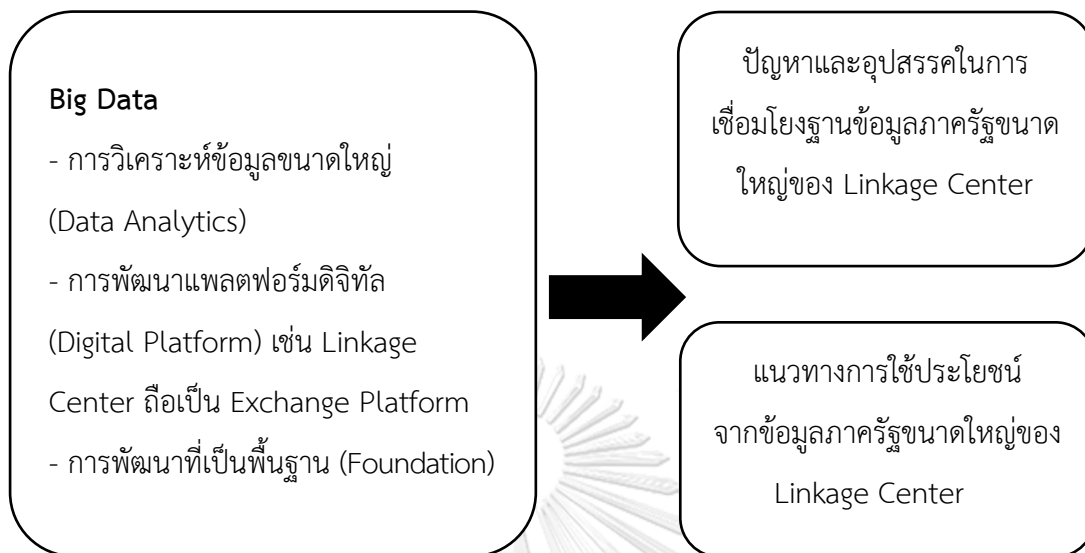 Big Data
- การวิเคราะห์ข้อมูลขนาดใหญ่
(Data Analytics)
- การพัฒนาแพลตฟอร์มดิจิทัล
(Digital Platform) เช่น Linkage
Center ถือเป็น Exchange Platform
- การพัฒนาที่เป็นพื้นฐาน (Foundation)
ปัญหาและอุปสรรคในการ
เชื่อมโยงฐานข้อมูลภาครัฐขนาด
ใหญ่ของ Linkage Center
แนวทางการใช้ประโยชน์
จากข้อมูลภาครัฐขนาดใหญ่ของ
Linkage Center